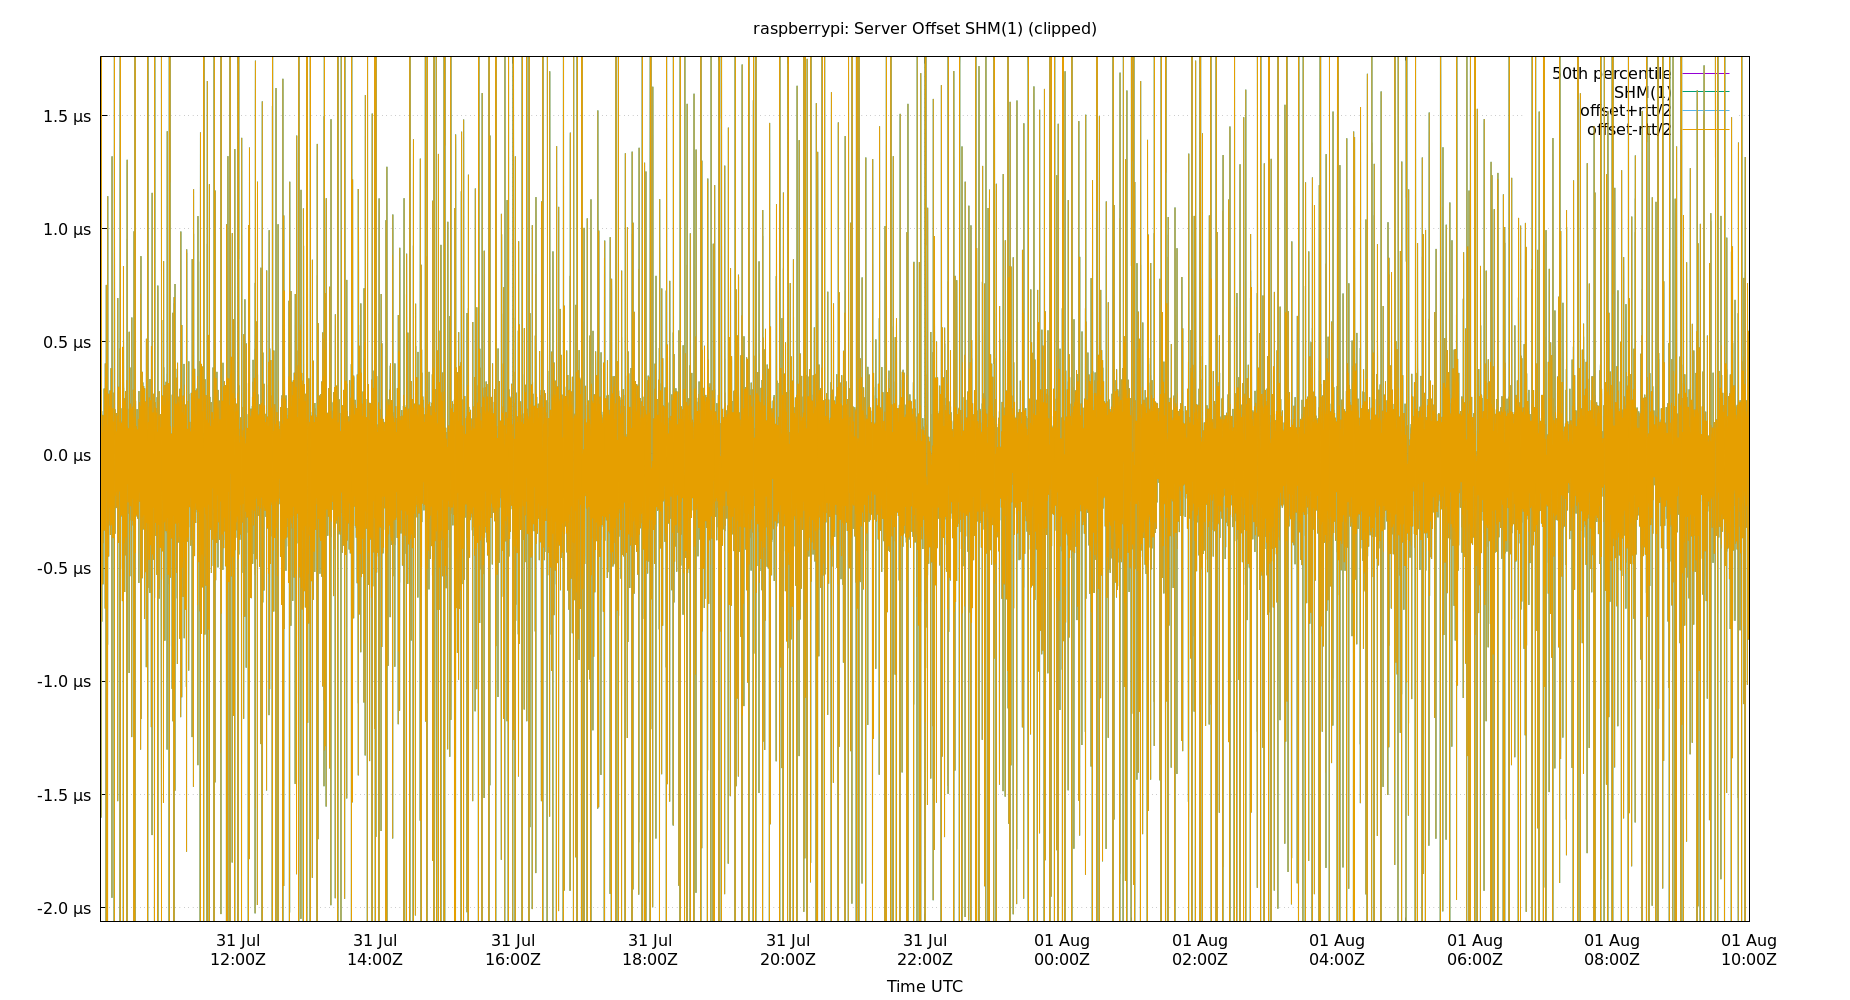 raspberrypi: Server Offset SHM(1) (clipped)
50th percentile
SHM(1)
offset+rtt/2
offset-rtt/2
1.5 µs
1.0 µs
0.5 µs
0.0 µs
-0.5 µs
-1.0 µs
-1.5 µs
-2.0 µs
31 Jul 31 Jul 31 Jul 31 Jul 31 Jul 31 Jul 01 Aug 01 Aug 01 Aug 01 Aug 01 Aug 01 Aug
12:00Z 14:00Z 16:00Z 18:00Z 20:00Z 22:00Z 00:00Z 02:00Z 04:00Z 06:00Z 08:00Z 10:00Z
Time UTC